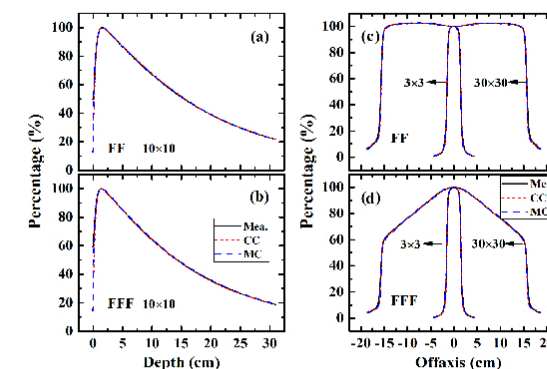 100
80
60
40
20
0
(a)
FF 10×10
100
80
60
40
20
0
(b)
Mea.
CC
MC
FFF 10×10
0 5 10 15 20 25 30
Depth (cm)
Percentage (%)
100
80
60
40
20
0
(c)
3×3
30×30
FF
100
80
60
40
20
0
(d)
Me
CC
MC
3×3
30×30
FFF
-20 -15 -10 -5 0 5 10 15 20
Offaxis (cm)
Percentage (%)